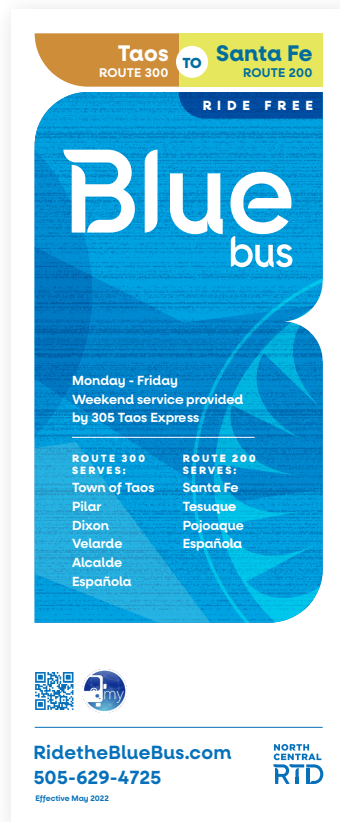 Taos
ROUTE 300
TO
Santa Fe
ROUTE 200
RIDE FREE
Blue
bus
Monday - Friday
Weekend service provided
by 305 Taos Express
ROUTE 300
SERVES:
Town of Taos
Pilar
Dixon
Velarde
Alcalde
Española
ROUTE 200
SERVES:
Santa Fe
Tesuque
Pojoaque
Española
RidetheBlueBus.com
505-629-4725
Effective May 2022
NORTH
CENTRAL
RTD